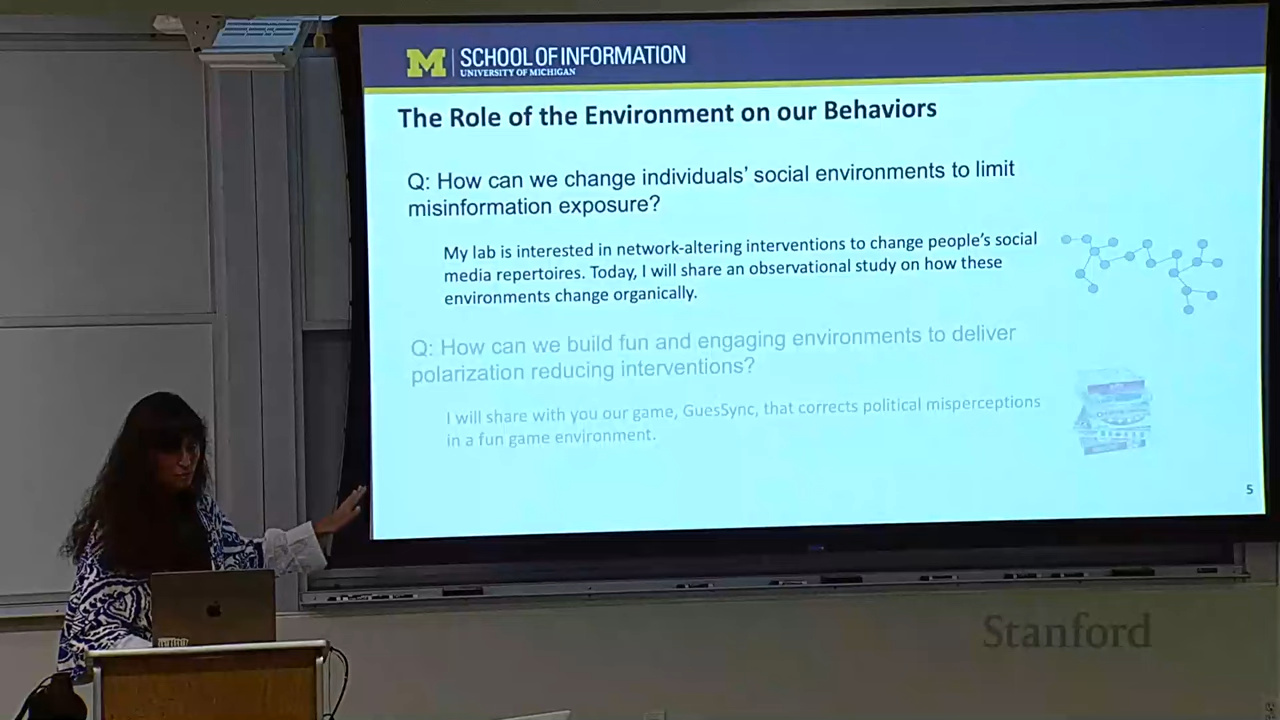 M SCHOOL OF INFORMATION
UNIVERSITY OF MICHIGAN
The Role of the Environment on our Behaviors
Q: How can we change individuals' social environments to limit
misinformation exposure?
My lab is interested in network-altering interventions to change people's social
media repertoires. Today, I will share an observational study on how these
environments change organically.
Q: How can we build fun and engaging environments to deliver
polarization reducing interventions?
I will share with you our game, GuesSync, that corrects political misperceptions
in a fun game environment.
5
Stanford